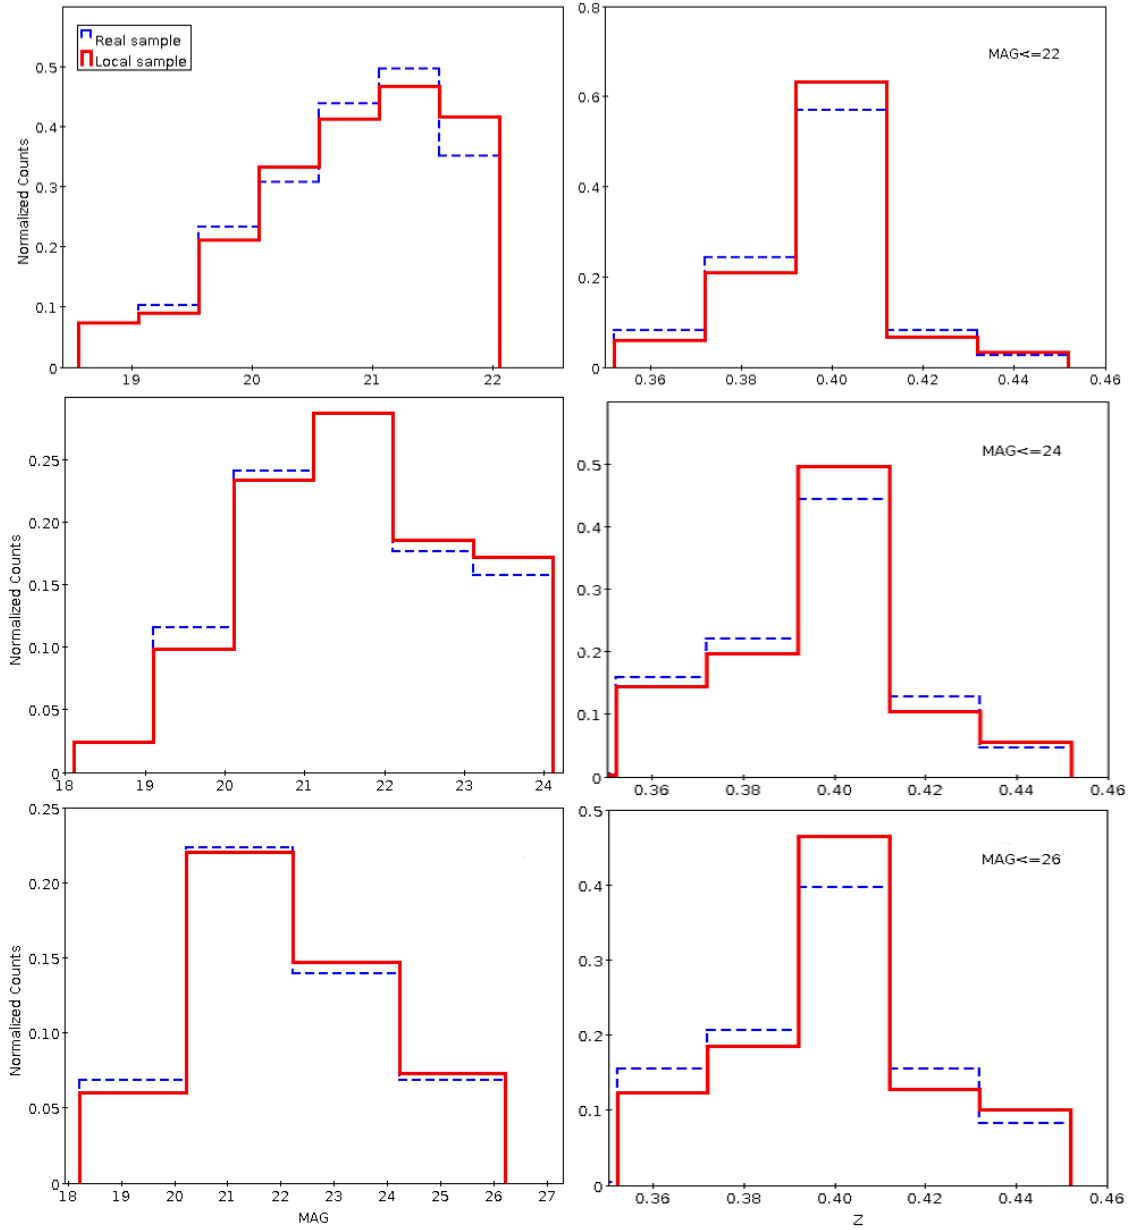 Real sample
Local sample
Normalized Counts
0.5
0.4
0.3
0.2
0.1
0
19 20 21 22
MAG<=22
0.8
0.6
0.4
0.2
0
0.36 0.38 0.40 0.42 0.44 0.46
Normalized Counts
0.25
0.20
0.15
0.10
0.05
0
18 19 20 21 22 23 24
MAG<=24
0.5
0.4
0.3
0.2
0.1
0
0.36 0.38 0.40 0.42 0.44 0.46
Normalized Counts
0.25
0.20
0.15
0.10
0.05
0
18 19 20 21 22 23 24 25 26 27
MAG
MAG<=26
0.5
0.4
0.3
0.2
0.1
0
0.36 0.38 0.40 0.42 0.44 0.46
Z